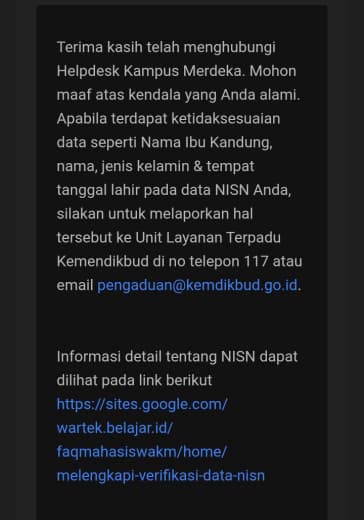 Terima kasih telah menghubungi
Helpdesk Kampus Merdeka. Mohon
maaf atas kendala yang Anda alami.
Apabila terdapat ketidaksesuaian
data seperti Nama Ibu Kandung,
nama, jenis kelamin & tempat
tanggal lahir pada data NISN Anda,
silakan untuk melaporkan hal
tersebut ke Unit Layanan Terpadu
Kemendikbud di no telepon 117 atau
email pengaduan@kemdikbud.go.id.
Informasi detail tentang NISN dapat
dilihat pada link berikut
https://sites.google.com/
wartek.belajar.id/
faqmahasiswakm/home/
melengkapi-verifikasi-data-nisn